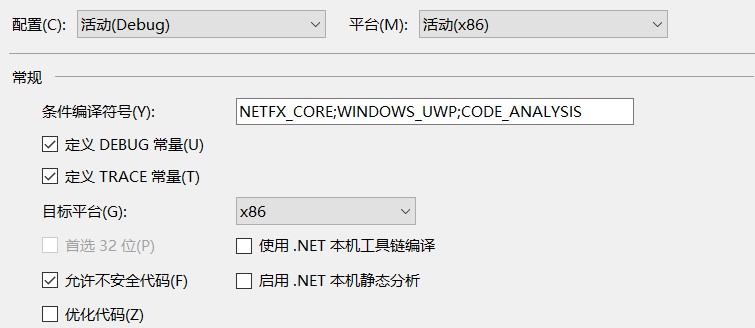 配置(C): 活动(Debug) 平台(M): 活动(x86)
常规
条件编译符号(Y): NETFX_CORE;WINDOWS_UWP;CODE_ANALYSIS
定义 DEBUG 常量(U)
定义 TRACE 常量(T)
目标平台(G): x86
首选 32 位(P) 使用 .NET 本机工具链编译
允许不安全代码(F) 启用 .NET 本机静态分析
优化代码(Z)